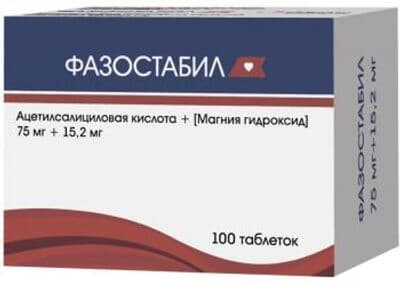 ФАЗОСТАБИЛ
Ацетилсалициловая кислота + [Магния гидроксид]
75 мг + 15,2 мг
100 таблеток
ФАЗОСТАБИЛ
75 мг+15,2 мг